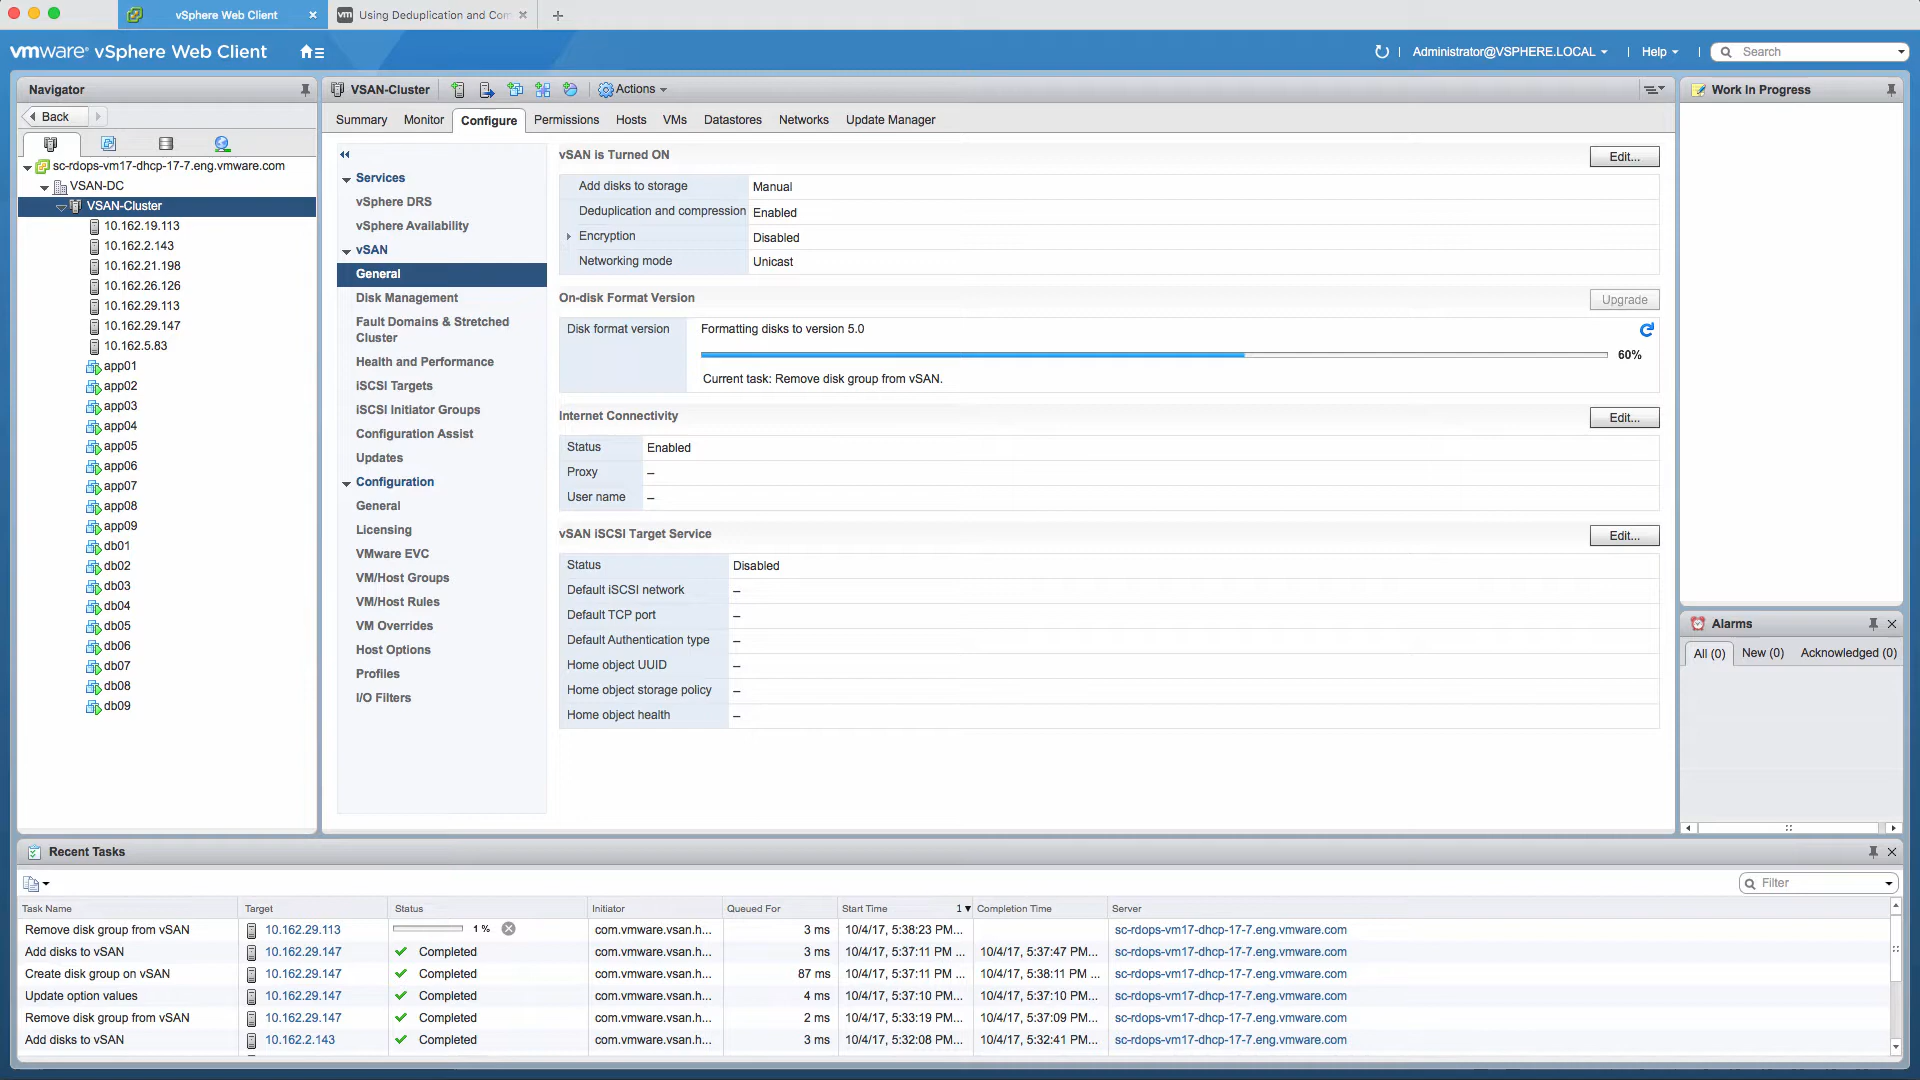 vSphere Web Client
Using Deduplication and Com
vmware® vSphere Web Client
Administrator@VSPHERE.LOCAL
Help
Search
Navigator
Back
sc-rdops-vm17-dhcp-17-7.eng.vmware.com
VSAN-DC
VSAN-Cluster
10.162.19.113
10.162.2.143
10.162.21.198
10.162.26.126
10.162.29.113
10.162.29.147
10.162.5.83
app01
app02
app03
app04
app05
app06
app07
app08
app09
db01
db02
db03
db04
db05
db06
db07
db08
db09
VSAN-Cluster
Actions
Summary Monitor Configure Permissions Hosts VMs Datastores Networks Update Manager
Services
vSphere DRS
vSphere Availability
vSAN
General
Disk Management
Fault Domains & Stretched
Cluster
Health and Performance
iSCSI Targets
iSCSI Initiator Groups
Configuration Assist
Updates
Configuration
General
Licensing
VMware EVC
VM/Host Groups
VM/Host Rules
VM Overrides
Host Options
Profiles
I/O Filters
vSAN is Turned ON
Edit...
Add disks to storage Manual
Deduplication and compression Enabled
Encryption Disabled
Networking mode Unicast
On-disk Format Version
Upgrade
Disk format version Formatting disks to version 5.0
60%
Current task: Remove disk group from vSAN.
Internet Connectivity
Edit...
Status Enabled
Proxy –
User name –
vSAN iSCSI Target Service
Edit...
Status Disabled
Default iSCSI network –
Default TCP port –
Default Authentication type –
Home object UUID –
Home object storage policy –
Home object health –
Work In Progress
Alarms
All (0) New (0) Acknowledged (0)
Recent Tasks
Filter
Task Name Target Status Initiator Queued For Start Time 1 Completion Time Server
Remove disk group from vSAN 10.162.29.113 1 % com.vmware.vsan.h... 3 ms 10/4/17, 5:38:23 PM... sc-rdops-vm17-dhcp-17-7.eng.vmware.com
Add disks to vSAN 10.162.29.147 Completed com.vmware.vsan.h... 3 ms 10/4/17, 5:37:11 PM... 10/4/17, 5:37:47 PM... sc-rdops-vm17-dhcp-17-7.eng.vmware.com
Create disk group on vSAN 10.162.29.147 Completed com.vmware.vsan.h... 87 ms 10/4/17, 5:37:11 PM... 10/4/17, 5:38:11 PM ... sc-rdops-vm17-dhcp-17-7.eng.vmware.com
Update option values 10.162.29.147 Completed com.vmware.vsan.h... 4 ms 10/4/17, 5:37:10 PM... 10/4/17, 5:37:10 PM... sc-rdops-vm17-dhcp-17-7.eng.vmware.com
Remove disk group from vSAN 10.162.29.147 Completed com.vmware.vsan.h... 2 ms 10/4/17, 5:33:19 PM... 10/4/17, 5:37:09 PM... sc-rdops-vm17-dhcp-17-7.eng.vmware.com
Add disks to vSAN 10.162.2.143 Completed com.vmware.vsan.h... 3 ms 10/4/17, 5:32:08 PM... 10/4/17, 5:32:41 PM... sc-rdops-vm17-dhcp-17-7.eng.vmware.com